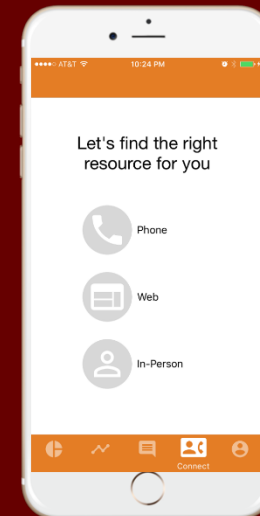 AT&T 10:24 PM
Let's find the right
resource for you
Phone
Web
In-Person
Connect